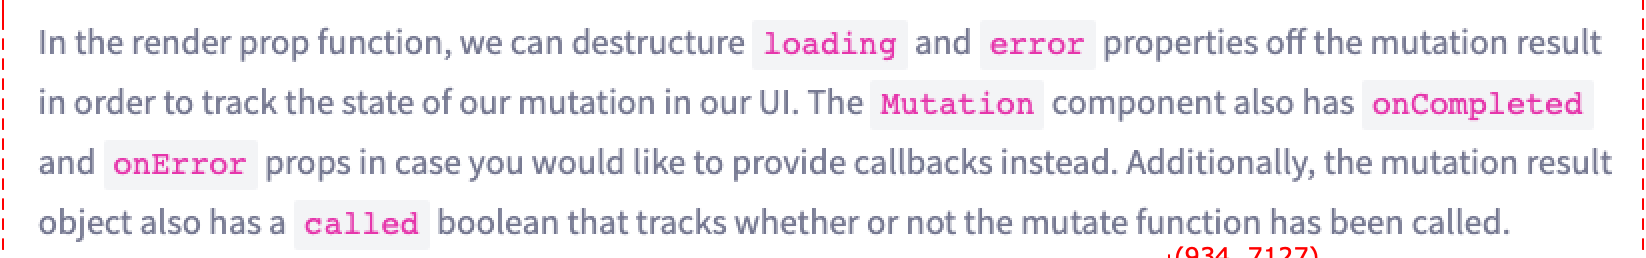 In the render prop function, we can destructure loading and error properties off the mutation result
in order to track the state of our mutation in our UI. The Mutation component also has onCompleted
and onError props in case you would like to provide callbacks instead. Additionally, the mutation result
object also has a called boolean that tracks whether or not the mutate function has been called.
(934, 7127)